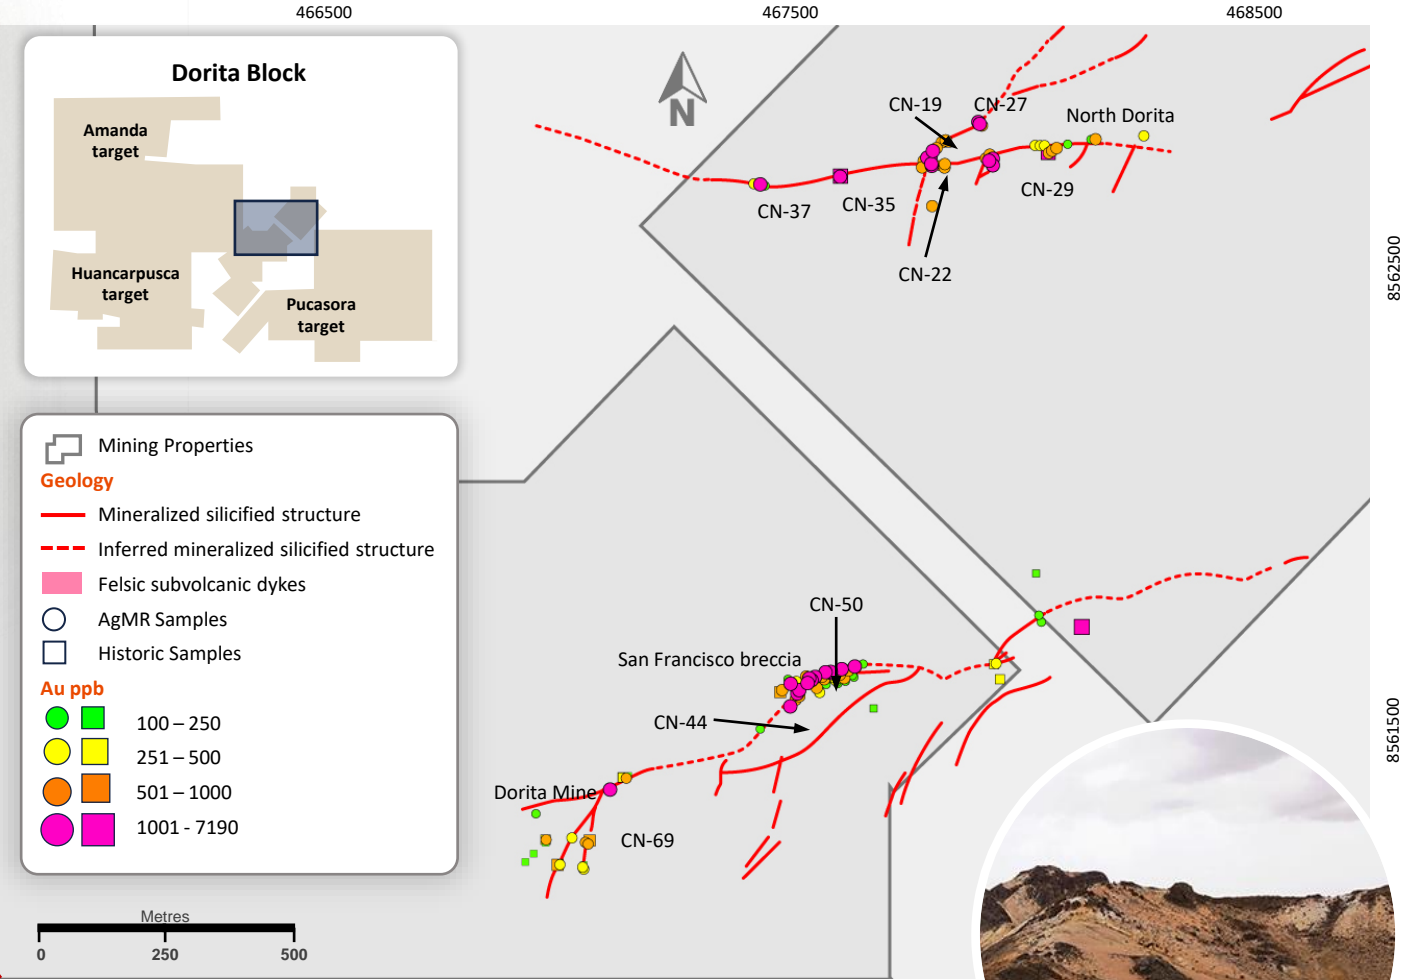 466500
467500
468500
Dorita Block
Amanda
target
Huancarpusca
target
Pucasora
target
N
CN-19
CN-27
North Dorita
CN-37
CN-35
CN-29
CN-22
8562500
Mining Properties
Geology
Mineralized silicified structure
Inferred mineralized silicified structure
Felsic subvolcanic dykes
AgMR Samples
Historic Samples
Au ppb
100 – 250
251 – 500
501 – 1000
1001 - 7190
CN-50
San Francisco breccia
CN-44
Dorita Mine
CN-69
8561500
Metres
0
250
500